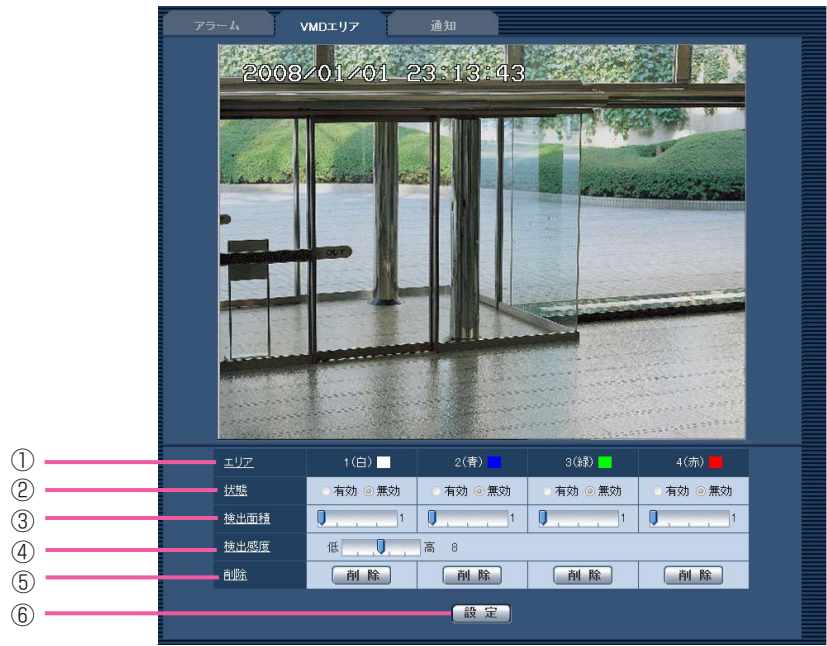 アラーム VMDエリア 通知
2008/01/01 23:13:43
OUT
① エリア 1(白) 2(青) 3(緑) 4(赤)
② 状態 有効 無効 有効 無効 有効 無効 有効 無効
③ 検出面積 1 1 1 1
④ 検出感度 低 高 8
⑤ 削除 削 除 削 除 削 除 削 除
⑥ 設 定